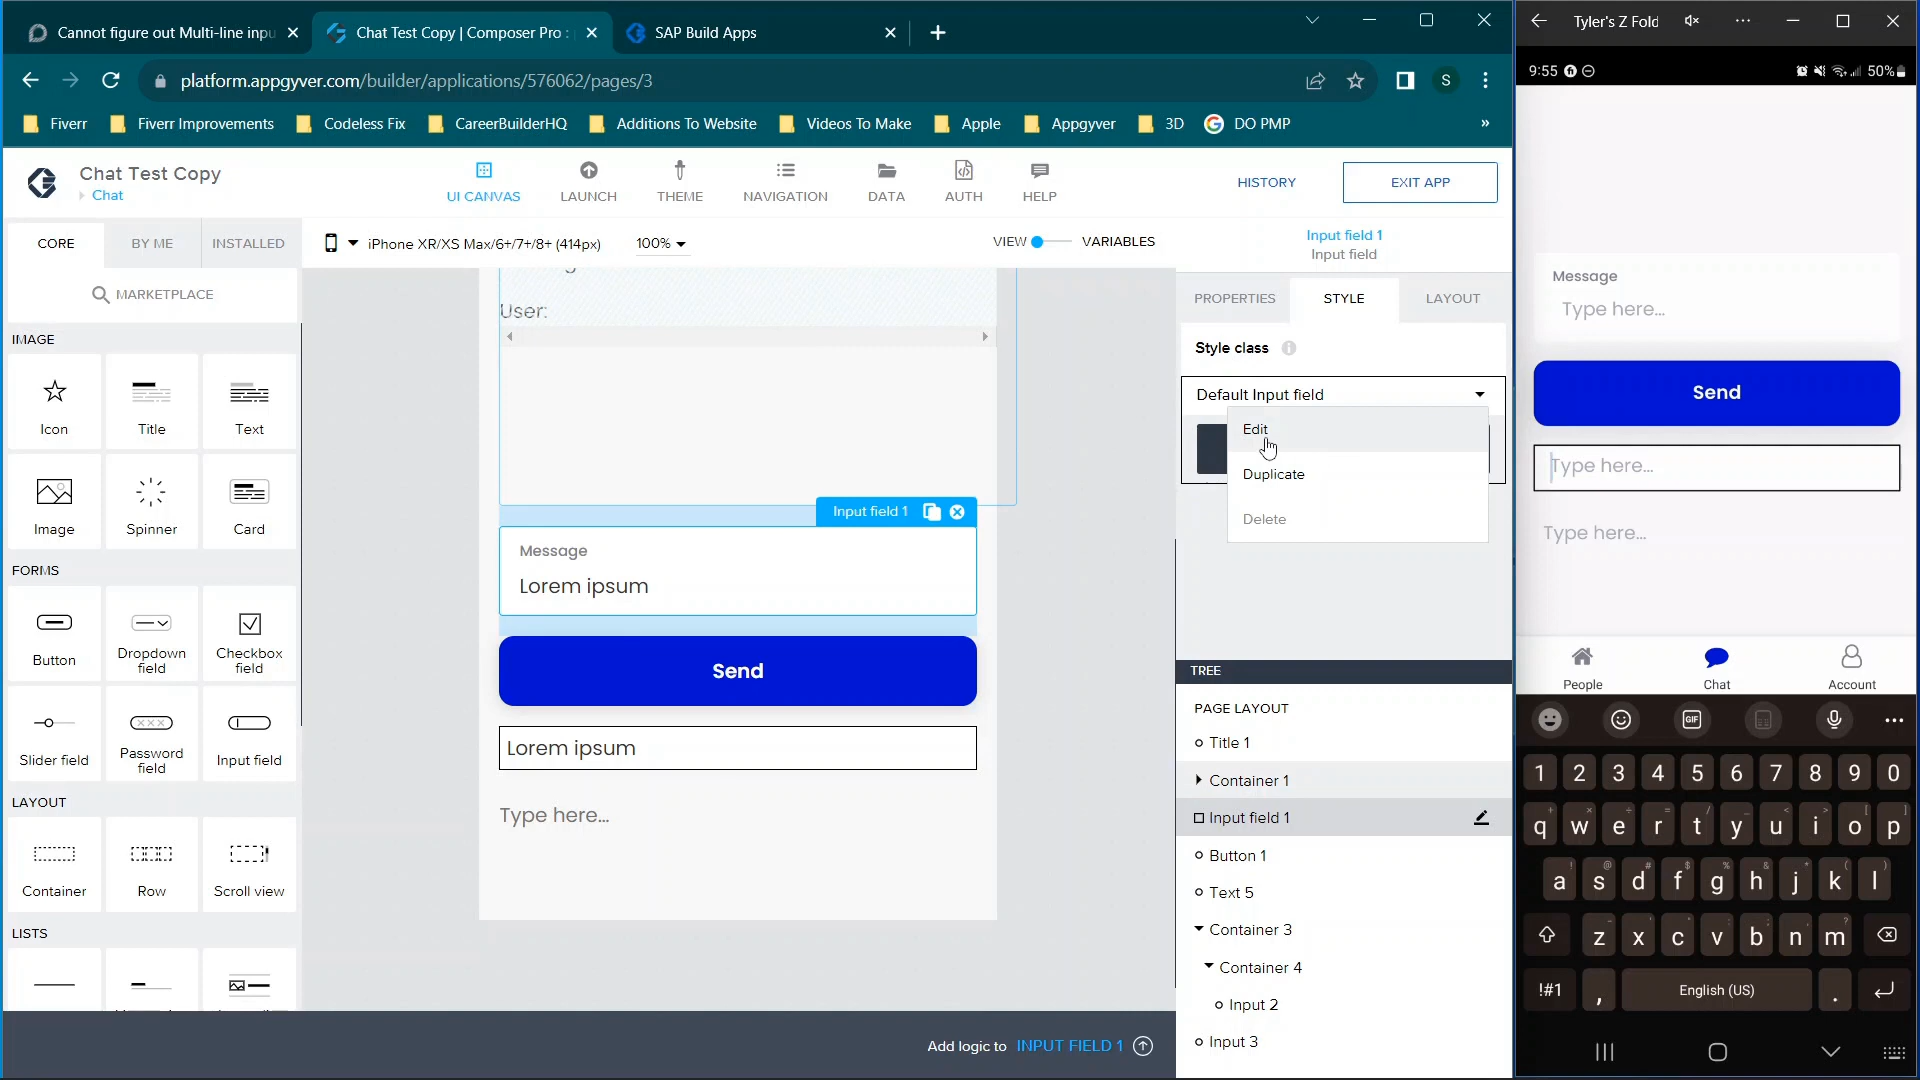 Cannot figure out Multi-line inpu
Chat Test Copy | Composer Pro :
SAP Build Apps
platform.appgyver.com/builder/applications/576062/pages/3
S
Fiverr
Fiverr Improvements
Codeless Fix
CareerBuilderHQ
Additions To Website
Videos To Make
Apple
Appgyver
3D
DO PMP
»
Chat Test Copy
Chat
UI CANVAS
LAUNCH
THEME
NAVIGATION
DATA
AUTH
HELP
HISTORY
EXIT APP
CORE
BY ME
INSTALLED
MARKETPLACE
iPhone XR/XS Max/6+/7+/8+ (414px)
100%
VIEW
VARIABLES
IMAGE
Icon
Title
Text
Image
Spinner
Card
FORMS
Button
Dropdown
field
Checkbox
field
Slider field
Password
field
Input field
LAYOUT
Container
Row
Scroll view
LISTS
User:
Input field 1
Message
Lorem ipsum
Send
Lorem ipsum
Type here...
Add logic to INPUT FIELD 1
Input field 1
Input field
PROPERTIES
STYLE
LAYOUT
Style class
Default Input field
Edit
Duplicate
Delete
TREE
PAGE LAYOUT
Title 1
Container 1
Input field 1
Button 1
Text 5
Container 3
Container 4
Input 2
Input 3
Tyler's Z Fold
9:55
50%
Message
Type here...
Send
Type here...
Type here...
People
Chat
Account
GIF
1 2 3 4 5 6 7 8 9 0
q w e r t y u i o p
a s d f g h j k l
z x c v b n m
!#1 , English (US) .